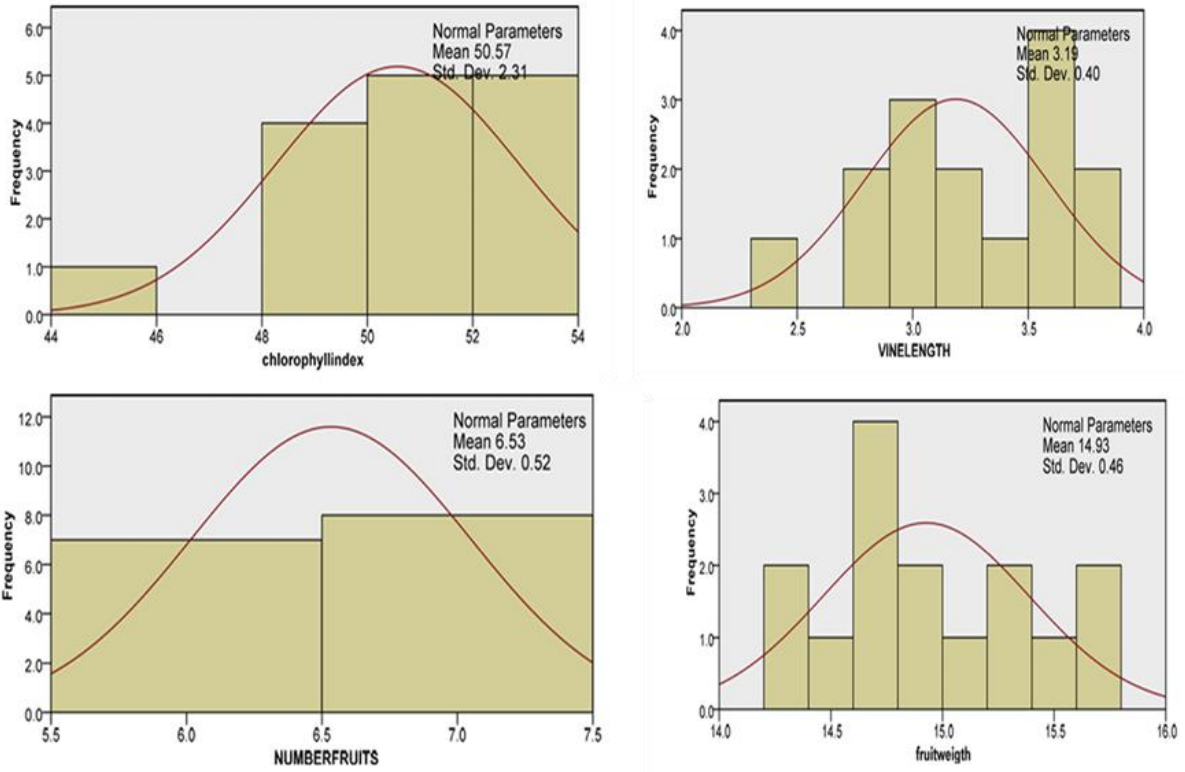 6.0
5.0
4.0
3.0
2.0
1.0
0.0
Frequency
Normal Parameters
Mean 50.57
Std. Dev. 2.31
44 46 48 50 52 54
chlorophyllindex
4.0
3.0
2.0
1.0
0.0
Frequency
Normal Parameters
Mean 3.19
Std. Dev. 0.40
2.0 2.5 3.0 3.5 4.0
VINELENGTH
12.0
10.0
8.0
6.0
4.0
2.0
0.0
Frequency
Normal Parameters
Mean 6.53
Std. Dev. 0.52
5.5 6.0 6.5 7.0 7.5
NUMBERFRUITS
4.0
3.0
2.0
1.0
0.0
Frequency
Normal Parameters
Mean 14.93
Std. Dev. 0.46
14.0 14.5 15.0 15.5 16.0
fruitweigth